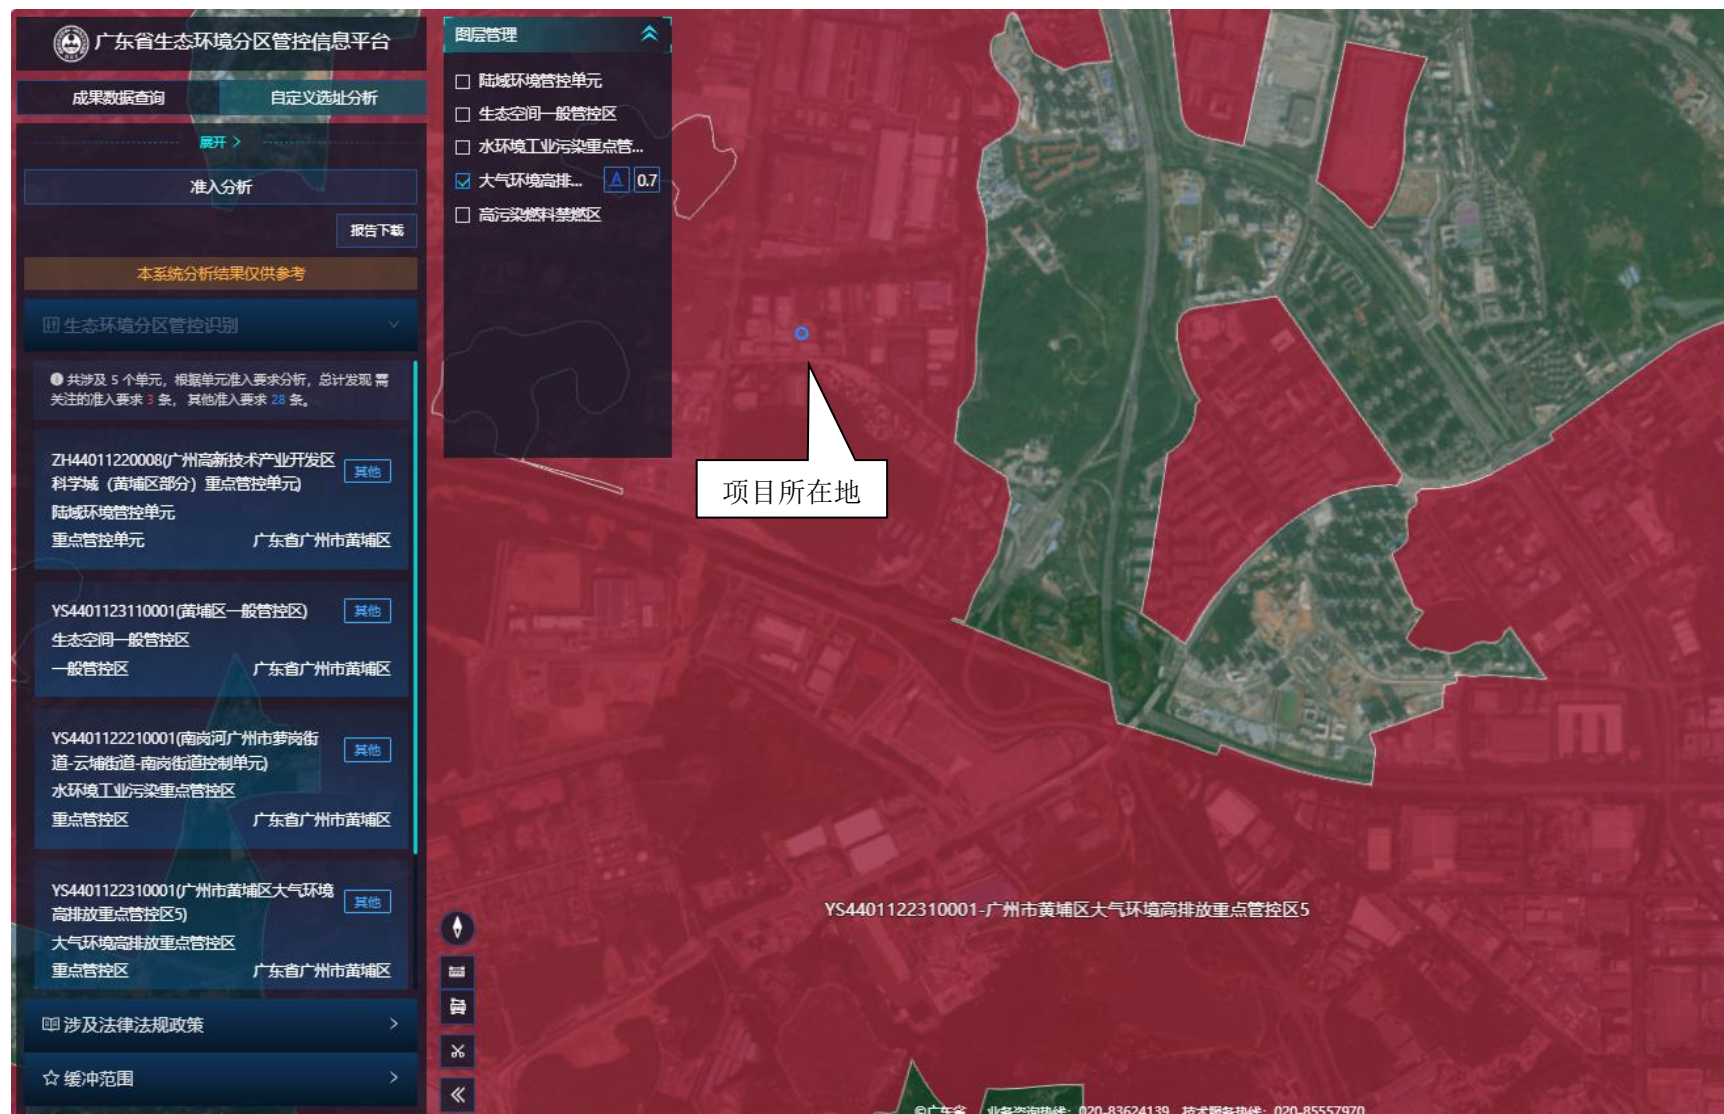 广东省生态环境分区管控信息平台
成果数据查询
自定义选址分析
展开 >
准入分析
报告下载
本系统分析结果仅供参考
生态环境分区管控识别
共涉及 5 个单元，根据单元准入要求分析，总计发现 需
关注的准入要求 3 条， 其他准入要求 28 条。
ZH44011220008(广州高新技术产业开发区
科学城（黄埔区部分）重点管控单元)
其他
陆域环境管控单元
重点管控单元
广东省广州市黄埔区
YS4401123110001(黄埔区一般管控区)
其他
生态空间一般管控区
一般管控区
广东省广州市黄埔区
YS4401122210001(南岗河广州市萝岗街
道-云埔街道-南岗街道控制单元)
其他
水环境工业污染重点管控区
重点管控区
广东省广州市黄埔区
YS4401122310001(广州市黄埔区大气环境
高排放重点管控区5)
其他
大气环境高排放重点管控区
重点管控区
广东省广州市黄埔区
涉及法律法规政策
缓冲范围
图层管理
陆域环境管控单元
生态空间一般管控区
水环境工业污染重点管...
大气环境高排... A 0.7
高污染燃料禁燃区
项目所在地
YS4401122310001-广州市黄埔区大气环境高排放重点管控区5
©广东省 业务咨询热线：020-83624139 技术服务热线：020-85557970